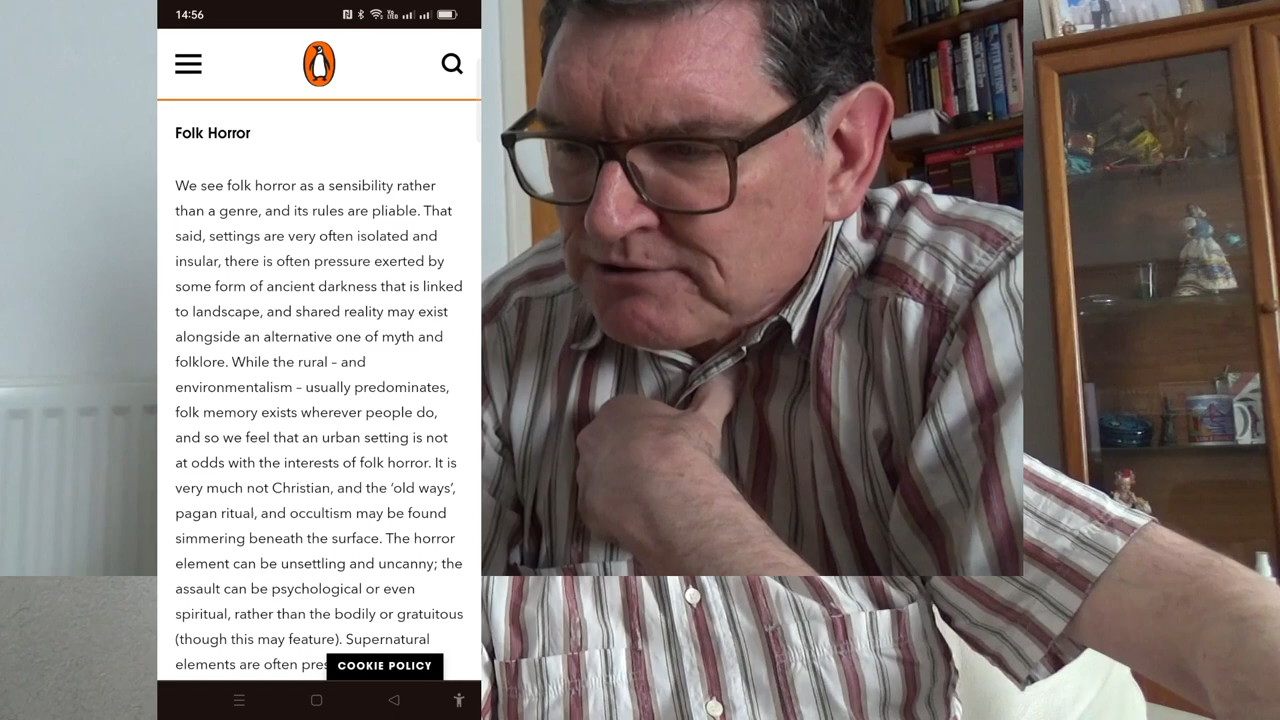 14:56
Folk Horror
We see folk horror as a sensibility rather
than a genre, and its rules are pliable. That
said, settings are very often isolated and
insular, there is often pressure exerted by
some form of ancient darkness that is linked
to landscape, and shared reality may exist
alongside an alternative one of myth and
folklore. While the rural – and
environmentalism – usually predominates,
folk memory exists wherever people do,
and so we feel that an urban setting is not
at odds with the interests of folk horror. It is
very much not Christian, and the ‘old ways’,
pagan ritual, and occultism may be found
simmering beneath the surface. The horror
element can be unsettling and uncanny; the
assault can be psychological or even
spiritual, rather than the bodily or gratuitous
(though this may feature). Supernatural
elements are often pres
COOKIE POLICY